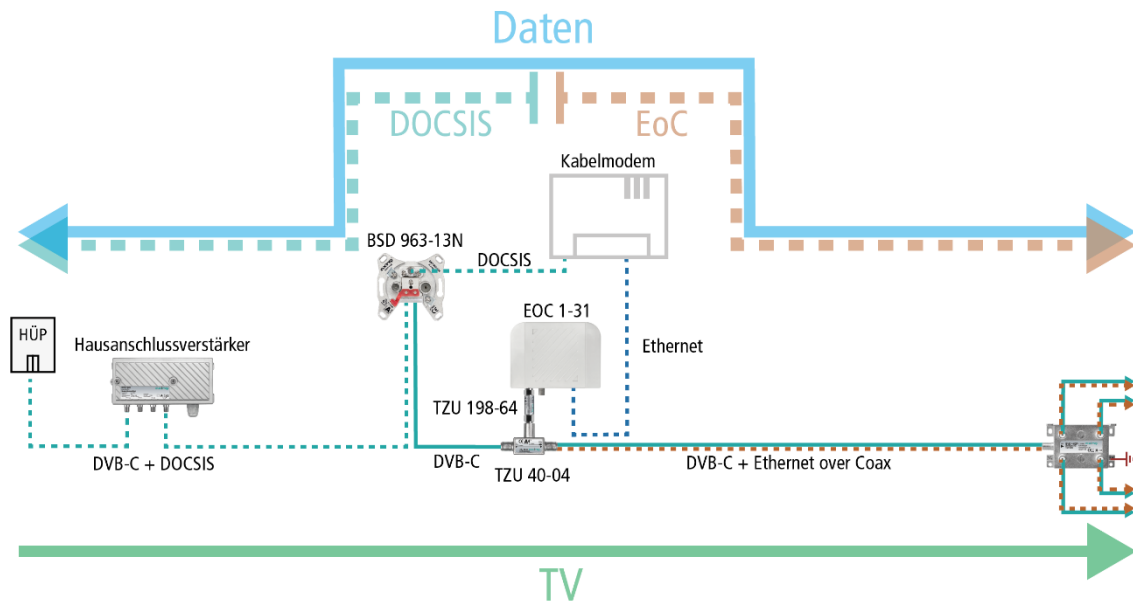 Daten
DOCSIS
EoC
Kabelmodem
BSD 963-13N
DOCSIS
EOC 1-31
HÜP
Hausanschlussverstärker
Ethernet
TZU 198-64
DVB-C + DOCSIS
DVB-C
TZU 40-04
DVB-C + Ethernet over Coax
TV